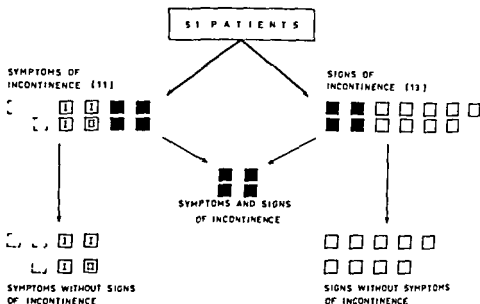 51 PATIENTS
SYMPTOMS OF
INCONTINENCE [11]
SIGNS OF
INCONTINENCE [13]
I I
I
SYMPTOMS AND SIGNS
OF INCONTINENCE
I I
I
SYMPTOMS WITHOUT SIGNS
OF INCONTINENCE
SIGNS WITHOUT SYMPTOMS
OF INCONTINENCE